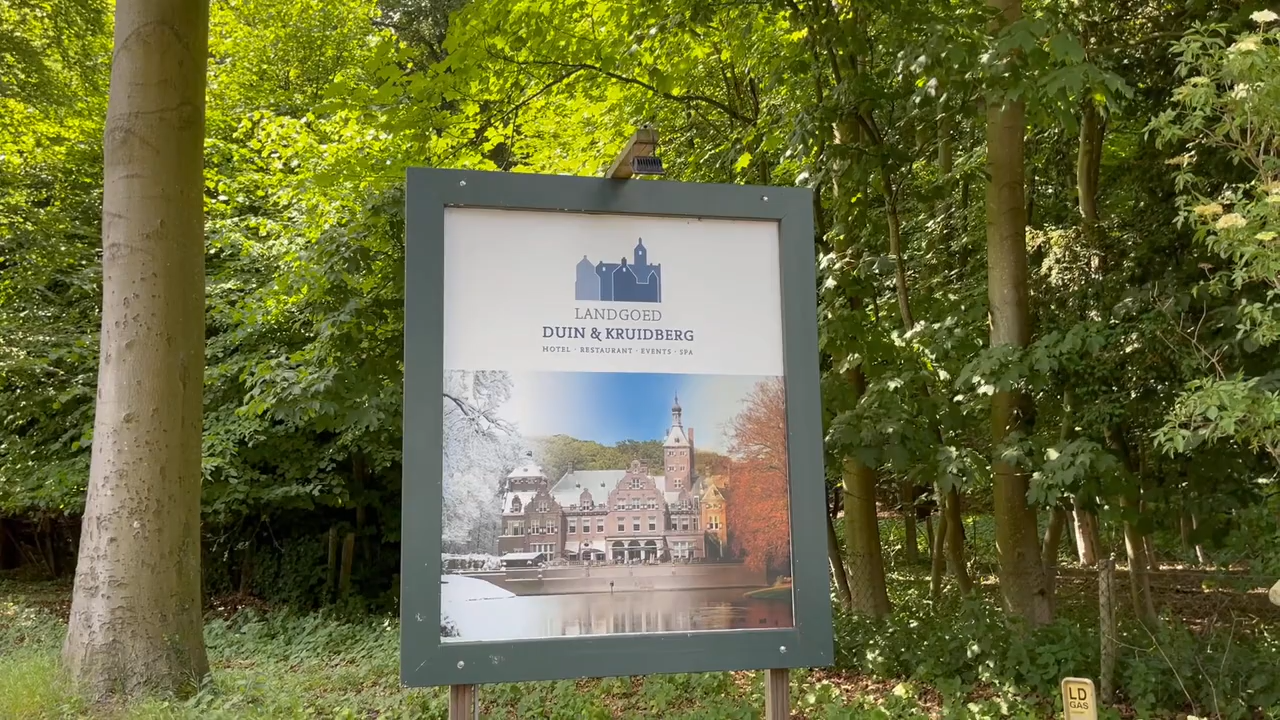 LANDGOED
DUIN & KRUIDBERG
HOTEL · RESTAURANT · EVENTS · SPA
LD
GAS